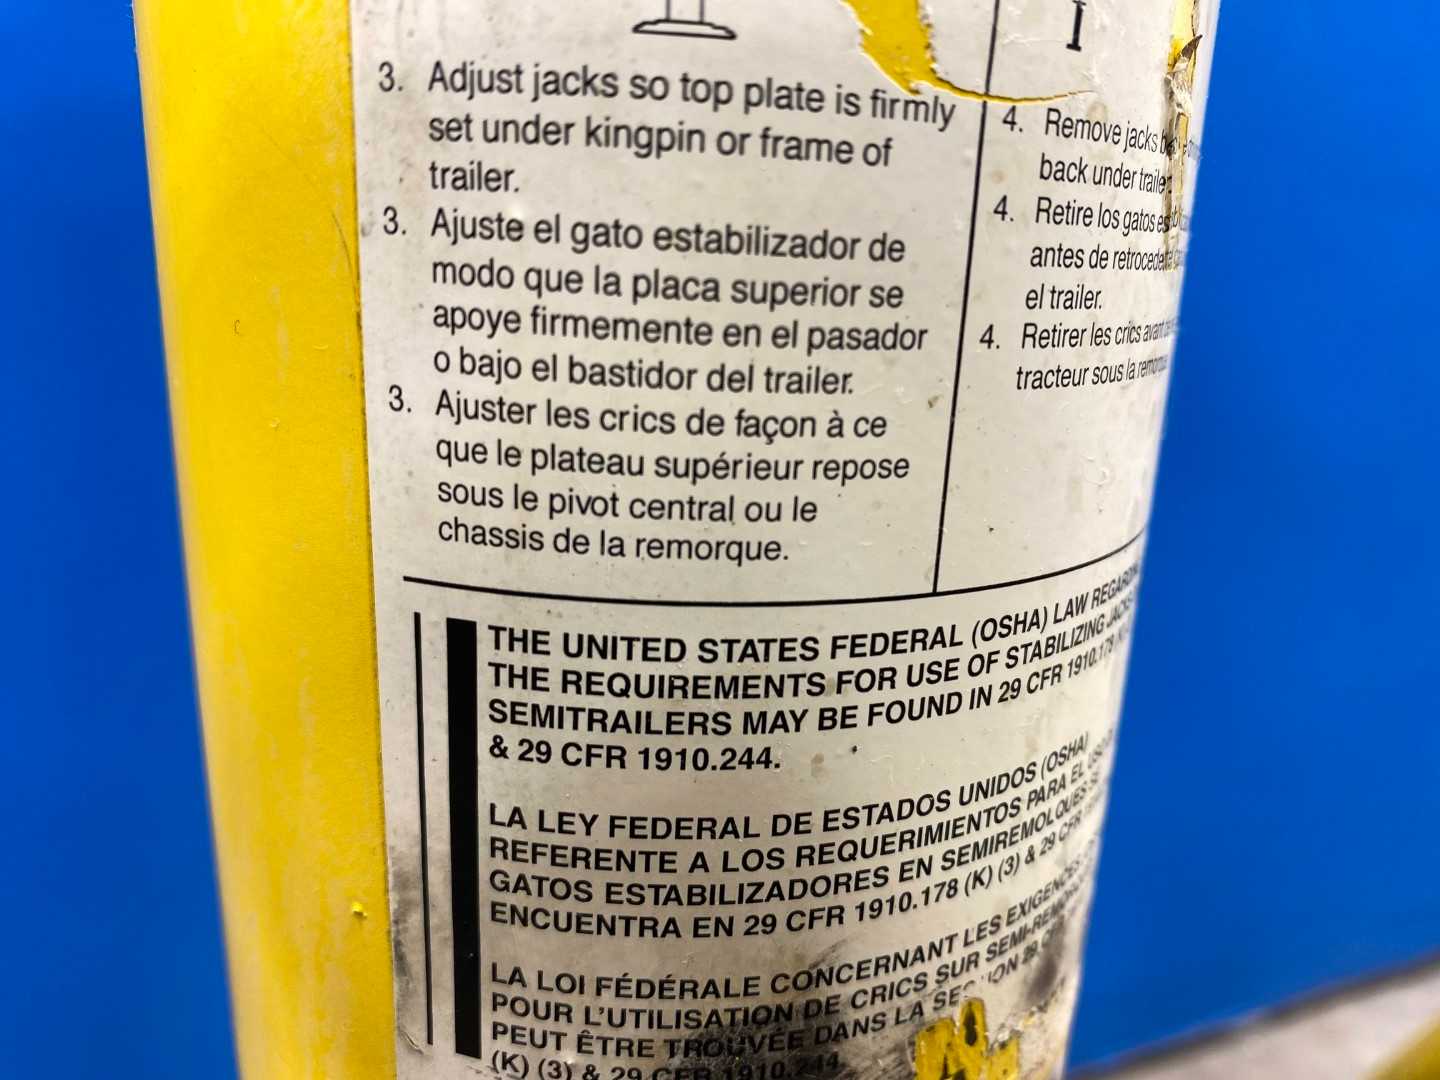 3. Adjust jacks so top plate is firmly
set under kingpin or frame of
trailer.
3. Ajuste el gato estabilizador de
modo que la placa superior se
apoye firmemente en el pasador
o bajo el bastidor del trailer.
3. Ajuster les crics de façon à ce
que le plateau supérieur repose
sous le pivot central ou le
chassis de la remorque.
4. Remove jacks
back under trailer
4. Retire los gatos
antes de
el trailer.
4. Retirer les crics avant
tracteur sous la remorque
THE UNITED STATES FEDERAL (OSHA) LAW
THE REQUIREMENTS FOR USE OF STABILIZING
SEMITRAILERS MAY BE FOUND IN 29 CFR 1910.178
& 29 CFR 1910.244.
LA LEY FEDERAL DE ESTADOS UNIDOS (OSHA)
REFERENTE A LOS REQUERIMIENTOS PARA EL USO
GATOS ESTABILIZADORES EN SEMIREMOLQUES SE
ENCUENTRA EN 29 CFR 1910.178 (K) (3) & 29 CFR
LA LOI FÉDÉRALE CONCERNANT LES EXIGENCES
POUR L'UTILISATION DE CRICS SUR
PEUT ÊTRE TROUVÉE DANS LA 29
(K) (3) & 29 CFR 1910.244.